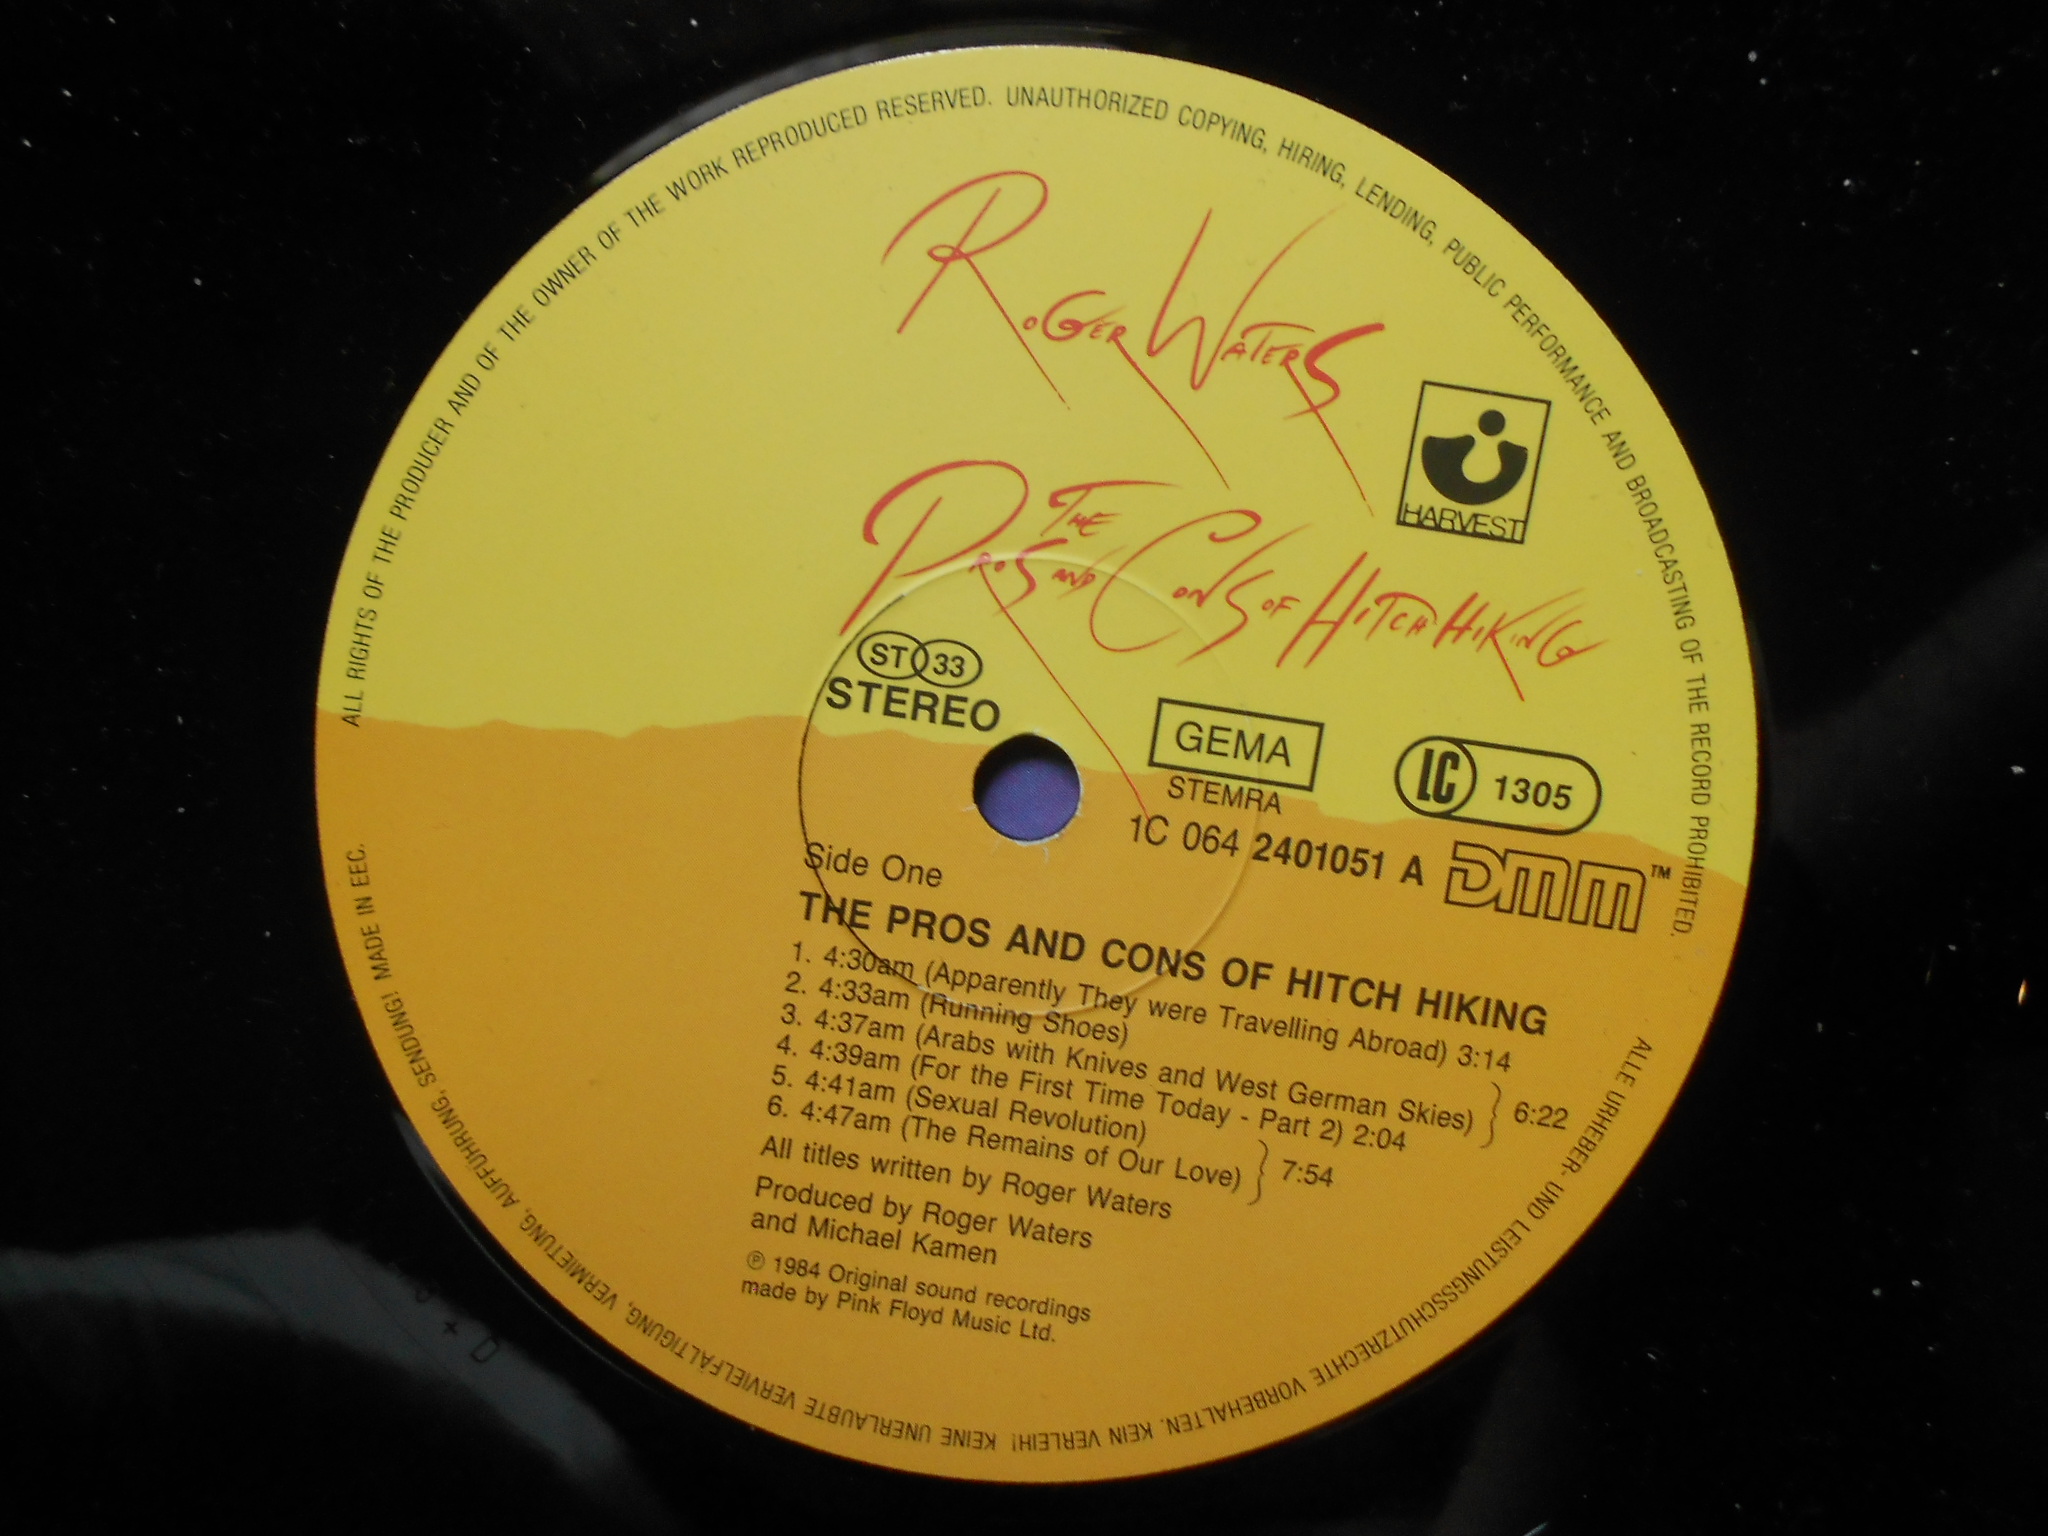 ALL RIGHTS OF THE PRODUCER AND OF THE OWNER OF THE WORK REPRODUCED RESERVED. UNAUTHORIZED COPYING, HIRING, LENDING, PUBLIC PERFORMANCE AND BROADCASTING OF THE RECORD PROHIBITED.
ROGER WATERS
HARVEST
THE
PROS AND CONS OF HITCH HIKING
ST 33
STEREO
GEMA
STEMRA
LC 1305
1C 064 2401051 A
DMM™
Side One
THE PROS AND CONS OF HITCH HIKING
1. 4:30am (Apparently They were Travelling Abroad) 3:14
2. 4:33am (Running Shoes)
3. 4:37am (Arabs with Knives and West German Skies) } 6:22
4. 4:39am (For the First Time Today - Part 2) 2:04
5. 4:41am (Sexual Revolution)
6. 4:47am (The Remains of Our Love) } 7:54
All titles written by Roger Waters
Produced by Roger Waters
and Michael Kamen
℗ 1984 Original sound recordings
made by Pink Floyd Music Ltd.
ALLE URHEBER- UND LEISTUNGSSCHUTZRECHTE VORBEHALTEN. KEIN VERLEIH! KEINE UNERLAUBTE VERVIELFÄLTIGUNG, VERMIETUNG, AUFFÜHRUNG, SENDUNG! MADE IN EEC.